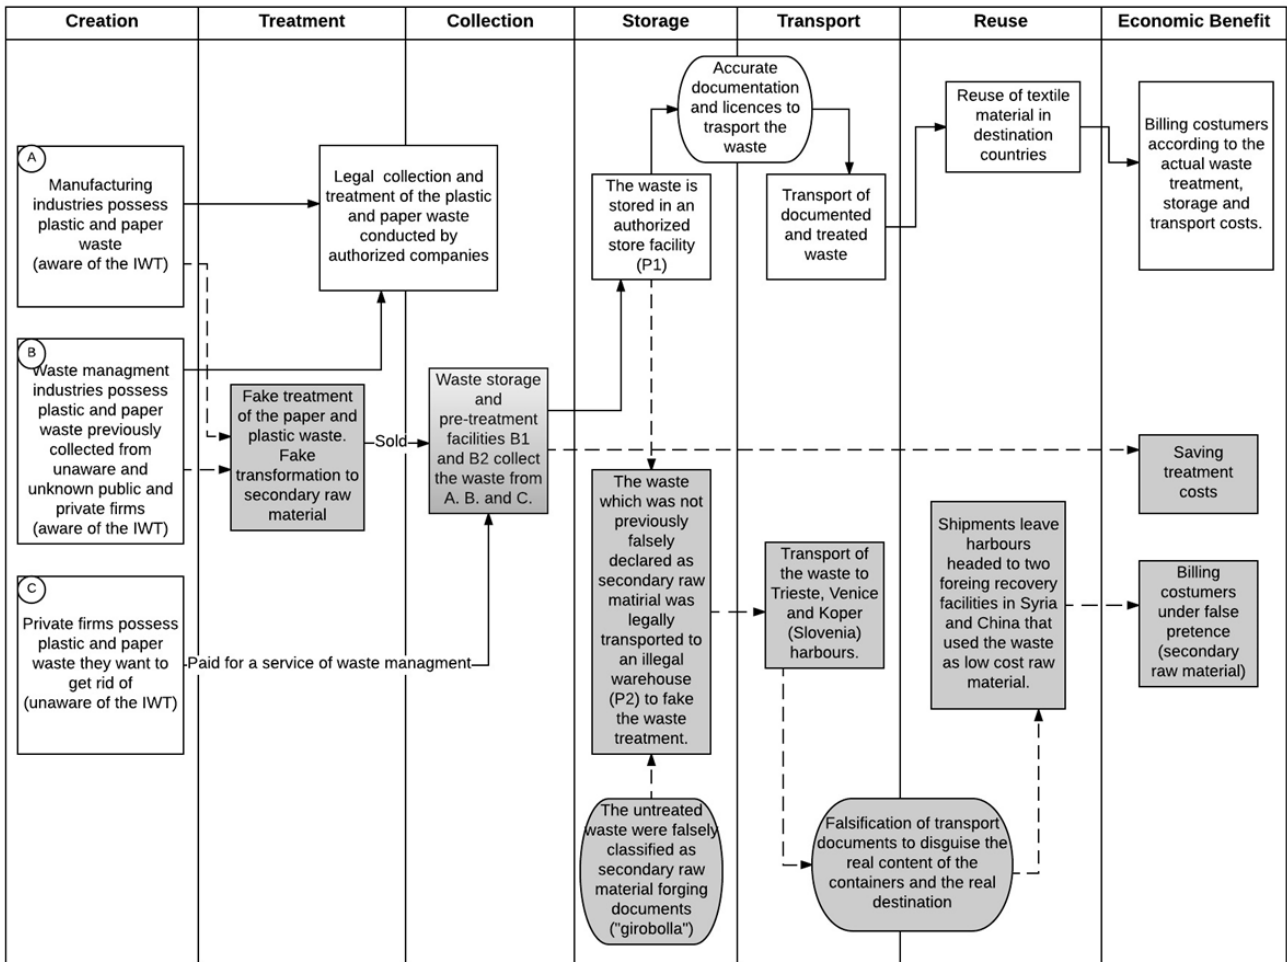 Creation
Treatment
Collection
Storage
Transport
Reuse
Economic Benefit
A
Manufacturing
industries possess
plastic and paper
waste
(aware of the IWT)
B
Waste managment
industries possess
plastic and paper
waste previously
collected from
unaware and
unknown public and
private firms
(aware of the IWT)
C
Private firms possess
plastic and paper
waste they want to
get rid of
(unaware of the IWT)
Legal collection and
treatment of the plastic
and paper waste
conducted by
authorized companies
Fake treatment
of the paper and
plastic waste.
Fake
transformation to
secondary raw
material
Sold
Paid for a service of waste managment
Waste storage
and
pre-treatment
facilities B1
and B2 collect
the waste from
A. B. and C.
Accurate
documentation
and licences to
trasport the
waste
The waste is
stored in an
authorized
store facility
(P1)
The waste
which was not
previously
falsely
declared as
secondary raw
matirial was
legally
transported to
an illegal
warehouse
(P2) to fake
the waste
treatment.
The untreated
waste were falsely
classified as
secondary raw
material forging
documents
("girobolla")
Transport of
documented
and treated
waste
Transport of
the waste to
Trieste, Venice
and Koper
(Slovenia)
harbours.
Falsification of transport
documents to disguise the
real content of the
containers and the real
destination
Reuse of textile
material in
destination
countries
Shipments leave
harbours
headed to two
foreing recovery
facilities in Syria
and China that
used the waste
as low cost raw
material.
Billing costumers
according to the
actual waste
treatment,
storage and
transport costs.
Saving
treatment
costs
Billing
costumers
under false
pretence
(secondary
raw material)